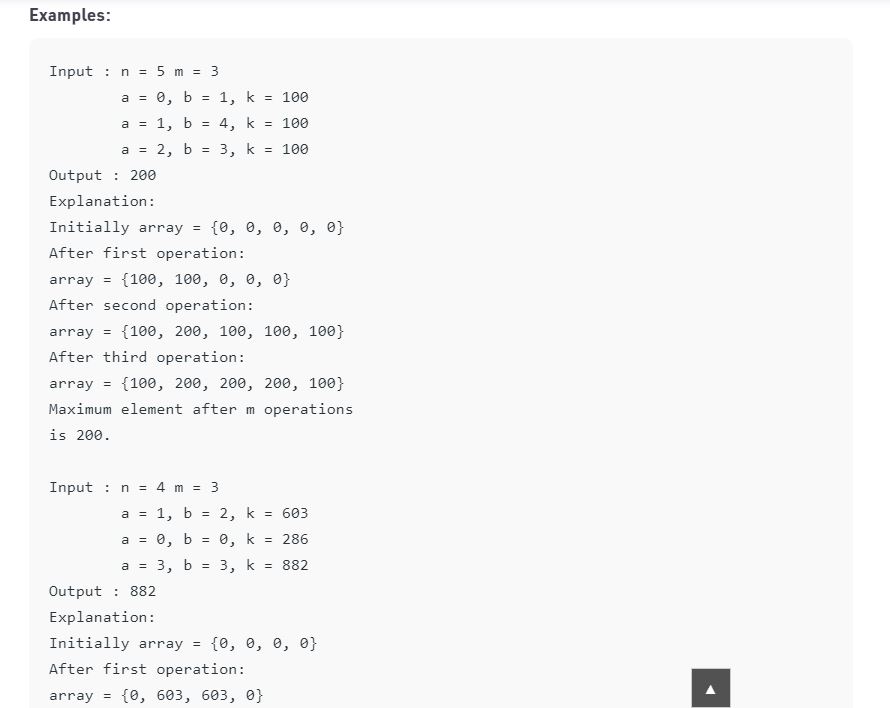 Examples:
Input : n = 5 m = 3
a = 0, b = 1, k = 100
a = 1, b = 4, k = 100
a = 2, b = 3, k = 100
Output : 200
Explanation:
Initially array = {0, 0, 0, 0, 0}
After first operation:
array = {100, 100, 0, 0, 0}
After second operation:
array = {100, 200, 100, 100, 100}
After third operation:
array = {100, 200, 200, 200, 100}
Maximum element after m operations
is 200.
Input : n = 4 m = 3
a = 1, b = 2, k = 603
a = 0, b = 0, k = 286
a = 3, b = 3, k = 882
Output : 882
Explanation:
Initially array = {0, 0, 0, 0}
After first operation:
array = {0, 603, 603, 0}